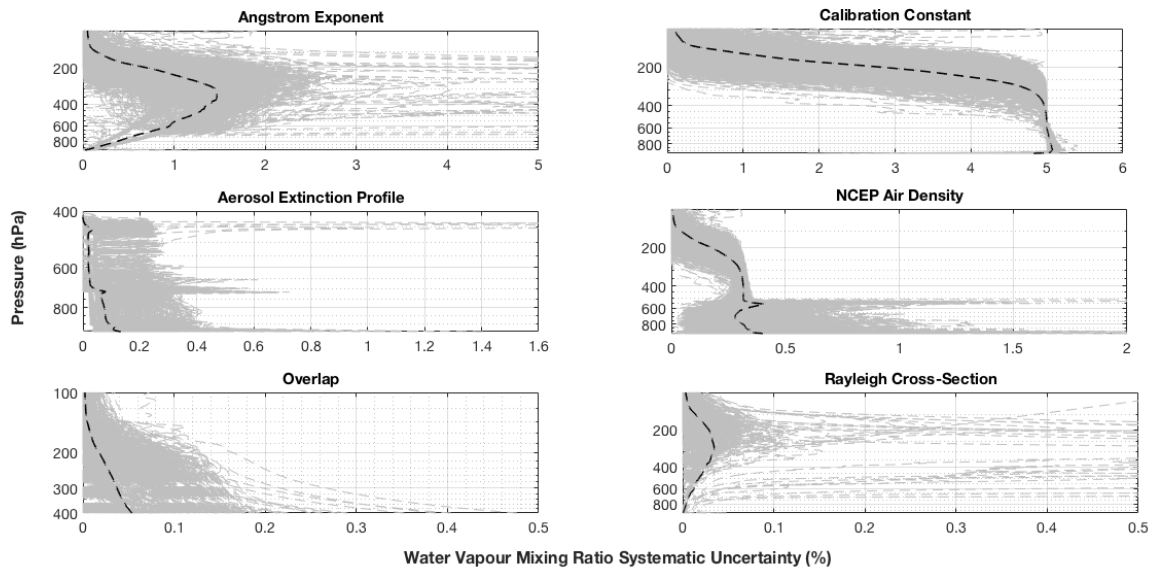 Angstrom Exponent
200
400
600
800
0 1 2 3 4 5
Calibration Constant
200
400
600
800
0 1 2 3 4 5 6
Pressure (hPa)
Aerosol Extinction Profile
400
600
800
0 0.2 0.4 0.6 0.8 1 1.2 1.4 1.6
NCEP Air Density
200
400
600
800
0 0.5 1 1.5 2
Overlap
100
200
300
400
0 0.1 0.2 0.3 0.4 0.5
Rayleigh Cross-Section
200
400
600
800
0 0.1 0.2 0.3 0.4 0.5
Water Vapour Mixing Ratio Systematic Uncertainty (%)